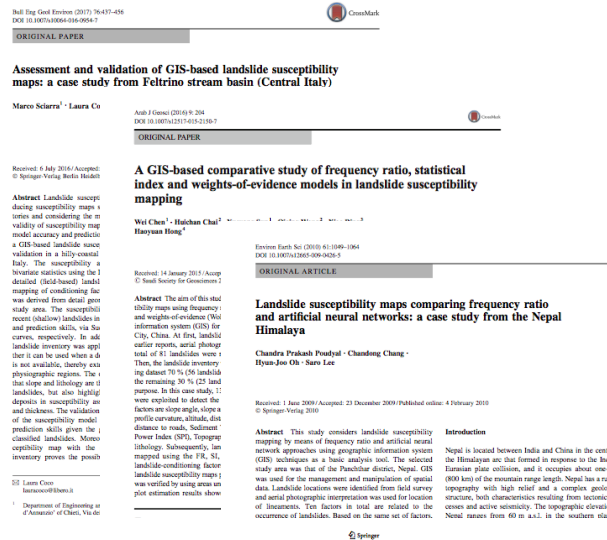 Bull Eng Geol Environ (2017) 76:437–456
DOI 10.1007/s10064-016-0954-7
CrossMark
ORIGINAL PAPER
Assessment and validation of GIS-based landslide susceptibility
maps: a case study from Feltrino stream basin (Central Italy)
Marco Sciarra1 · Laura Co
Received: 6 July 2016/Accepted:
© Springer-Verlag Berlin Heidelb
Abstract Landslide suscept
ducing susceptibility maps s
tories and considering the m
validity of susceptibility map
model accuracy and predictio
a GIS-based landslide susce
validation in a hilly-coastal
Italy. The susceptibility a
bivariate statistics using the I
detailed (field-based) landsl
mapping of conditioning fac
was derived from detail geor
study area. The susceptibili
recent (shallow) landslides in
and prediction skills, via Su
curves, respectively. In add
landslide inventory was appl
ther it can be used when a d
is not available, thereby exa
physiographic regions. The
that slope and lithology are tl
landslides, but also highligl
deposits in susceptibility are
and thickness. The validation
of the susceptibility model
prediction skills given the
classified landslides. Moreo
ceptibility map with the
inventory proves the possib
Laura Coco
lauracoco@libero.it
1 Department of Engineering an
d'Annunzio' of Chieti, Via de
Arab J Geosci (2016) 9: 204
DOI 10.1007/s12517-015-2150-7
CrossMark
ORIGINAL PAPER
A GIS-based comparative study of frequency ratio, statistical
index and weights-of-evidence models in landslide susceptibility
mapping
Wei Chen1 · Huichan Chai2
Haoyuan Hong4
Received: 14 January 2015/Accep
© Saudi Society for Geosciences 2
Abstract The aim of this stud
tibility maps using frequency
and weights-of-evidence (Wol
information system (GIS) for
City, China. At first, landslid
earlier reports, aerial photogr
total of 81 landslides were
Then, the landslide inventory
ing dataset 70 % (56 landslid
the remaining 30 % (25 land
purpose. In this case study, 1
were exploited to detect the
factors are slope angle, slope a
profile curvature, altitude, dist
distance to roads, Sediment
Power Index (SPI), Topograp
lithology. Subsequently, lan
mapped using the FR, SI,
landslide-conditioning factor
landslide susceptibility maps
was verified by using areas un
plot estimation results show
Environ Earth Sci (2010) 61:1049–1064
DOI 10.1007/s12665-009-0426-5
ORIGINAL ARTICLE
Landslide susceptibility maps comparing frequency ratio
and artificial neural networks: a case study from the Nepal
Himalaya
Chandra Prakash Poudyal · Chandong Chang ·
Hyun-Joo Oh · Saro Lee
Received: 1 June 2009/Accepted: 23 December 2009/Published online: 4 February 2010
© Springer-Verlag 2010
Abstract This study considers landslide susceptibility
mapping by means of frequency ratio and artificial neural
network approaches using geographic information system
(GIS) techniques as a basic analysis tool. The selected
study area was that of the Panchthar district, Nepal. GIS
was used for the management and manipulation of spatial
data. Landslide locations were identified from field survey
and aerial photographic interpretation was used for location
of lineaments. Ten factors in total are related to the
occurrence of landslides. Based on the same set of factors,
Introduction
Nepal is located between India and China in the cent
the Himalayan arc that formed in response to the In
Eurasian plate collision, and it occupies about one-
(800 km) of the mountain range length. Nepal has a ru
topography with high relief and a complex geolo
structure, both characteristics resulting from tectonic
cesses and active seismicity. The topographic elevati
Nepal ranges from 60 m a.s.l. in the southern pla
Springer